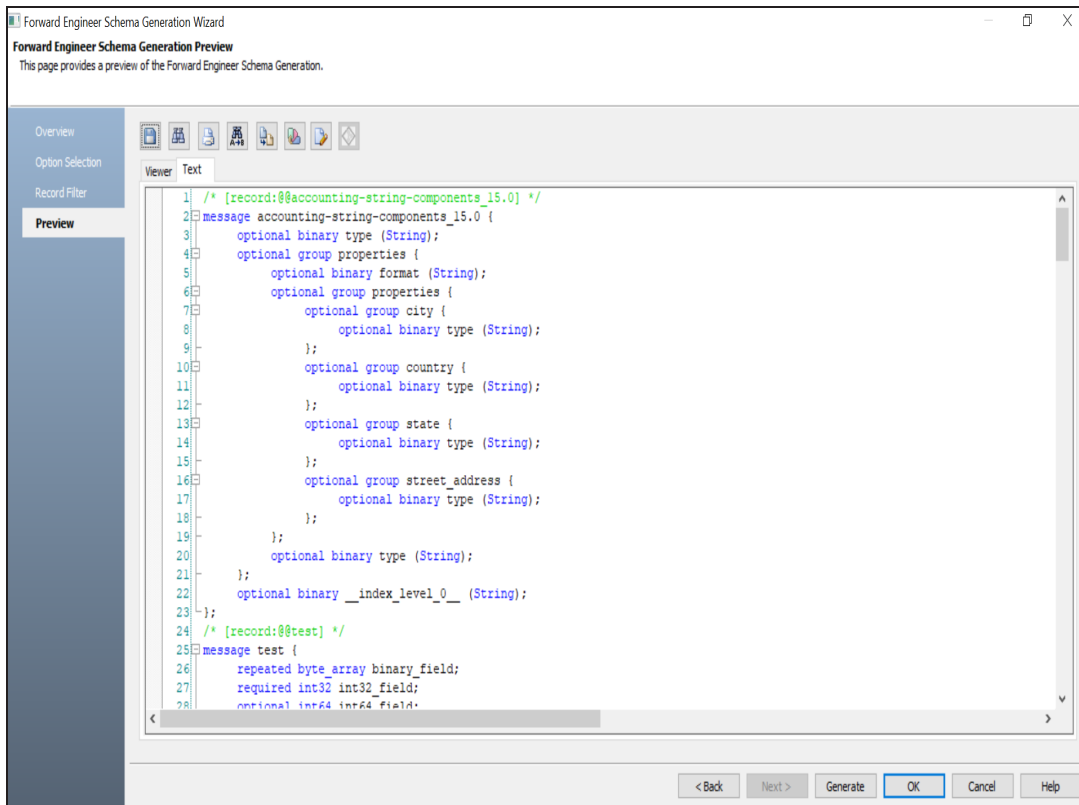 Forward Engineer Schema Generation Wizard
Forward Engineer Schema Generation Preview
This page provides a preview of the Forward Engineer Schema Generation.
Overview
Option Selection
Record Filter
Preview
A→B
Viewer Text
1 /* [record:@@accounting-string-components_15.0] */
2 message accounting-string-components_15.0 {
3 optional binary type (String);
4 optional group properties {
5 optional binary format (String);
6 optional group properties {
7 optional group city {
8 optional binary type (String);
9 };
10 optional group country {
11 optional binary type (String);
12 };
13 optional group state {
14 optional binary type (String);
15 };
16 optional group street_address {
17 optional binary type (String);
18 };
19 };
20 optional binary type (String);
21 };
22 optional binary __index_level_0__ (String);
23 };
24 /* [record:@@test] */
25 message test {
26 repeated byte_array binary_field;
27 required int32 int32_field;
28 optional int64 int64_field;
< Back Next > Generate OK Cancel Help